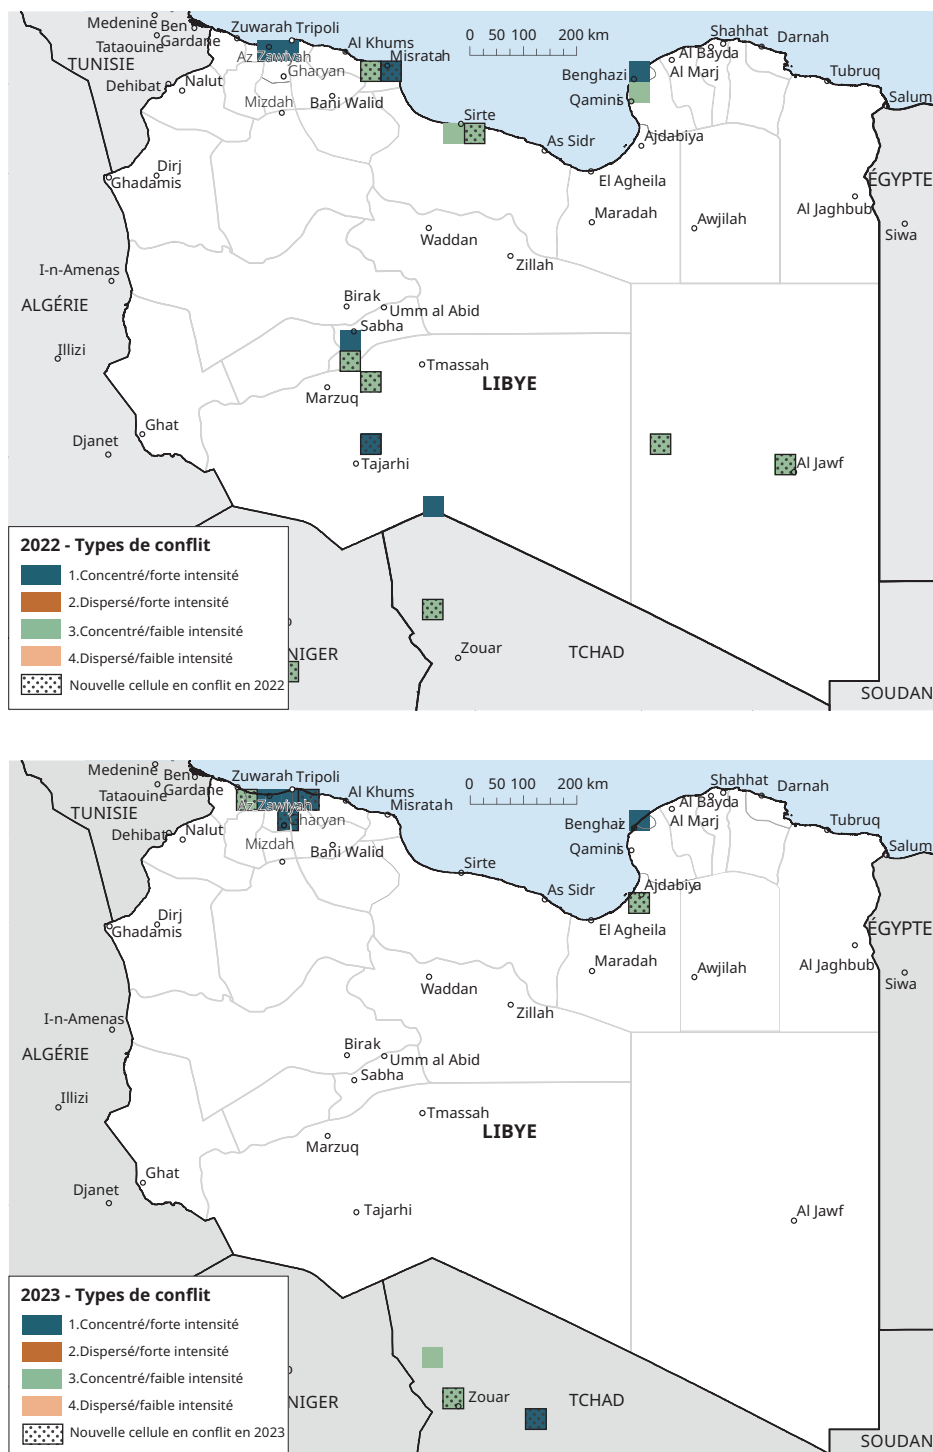 Medenine
Ben
Gardane
Zuwarah
Tripoli
Tataouine
TUNISIE
Az Zawiyah
Al Khums
Misratah
0 50 100 200 km
Shahhat
Darnah
Al Bayda
Al Marj
Benghazi
Tubruq
Dehibat
Nalut
Gharyan
Mizdah
Bani Walid
Qaminis
Salum
Sirte
As Sidr
Ajdabiya
Dirj
Ghadamis
El Agheila
ÉGYPTE
Maradah
Awjilah
Al Jaghbub
Siwa
Waddan
Zillah
I-n-Amenas
ALGÉRIE
Birak
Umm al Abid
Sabha
Illizi
Tmassah
LIBYE
Marzuq
Ghat
Djanet
Tajarhi
Al Jawf
2022 - Types de conflit
1.Concentré/forte intensité
2.Dispersé/forte intensité
3.Concentré/faible intensité
4.Dispersé/faible intensité
Nouvelle cellule en conflit en 2022
NIGER
Zouar
TCHAD
SOUDAN
Medenine
Ben
Gardane
Zuwarah
Tripoli
Tataouine
TUNISIE
Az Zawiyah
Al Khums
Misratah
0 50 100 200 km
Shahhat
Darnah
Al Bayda
Al Marj
Benghaz
Tubruq
Dehibat
Nalut
Gharyan
Mizdah
Bani Walid
Qaminis
Salum
Sirte
As Sidr
Ajdabiya
Dirj
Ghadamis
El Agheila
ÉGYPTE
Maradah
Awjilah
Al Jaghbub
Siwa
Waddan
Zillah
I-n-Amenas
ALGÉRIE
Birak
Umm al Abid
Sabha
Illizi
Tmassah
LIBYE
Marzuq
Ghat
Djanet
Tajarhi
Al Jawf
2023 - Types de conflit
1.Concentré/forte intensité
2.Dispersé/forte intensité
3.Concentré/faible intensité
4.Dispersé/faible intensité
Nouvelle cellule en conflit en 2023
NIGER
Zouar
TCHAD
SOUDAN